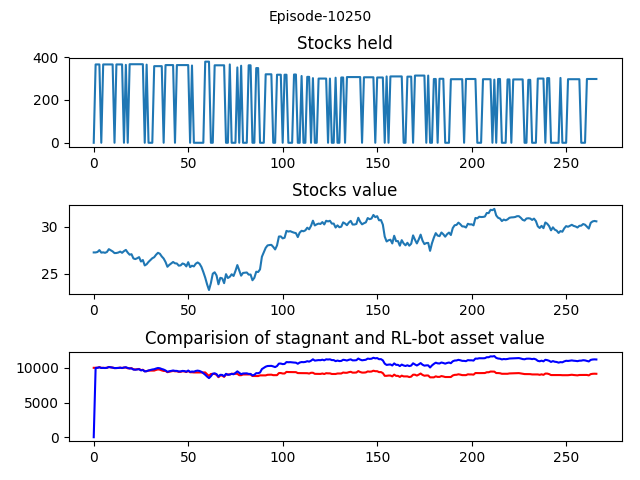 Episode-10250
Stocks held
400
200
0
0 50 100 150 200 250
Stocks value
30
25
0 50 100 150 200 250
Comparision of stagnant and RL-bot asset value
10000
5000
0
0 50 100 150 200 250